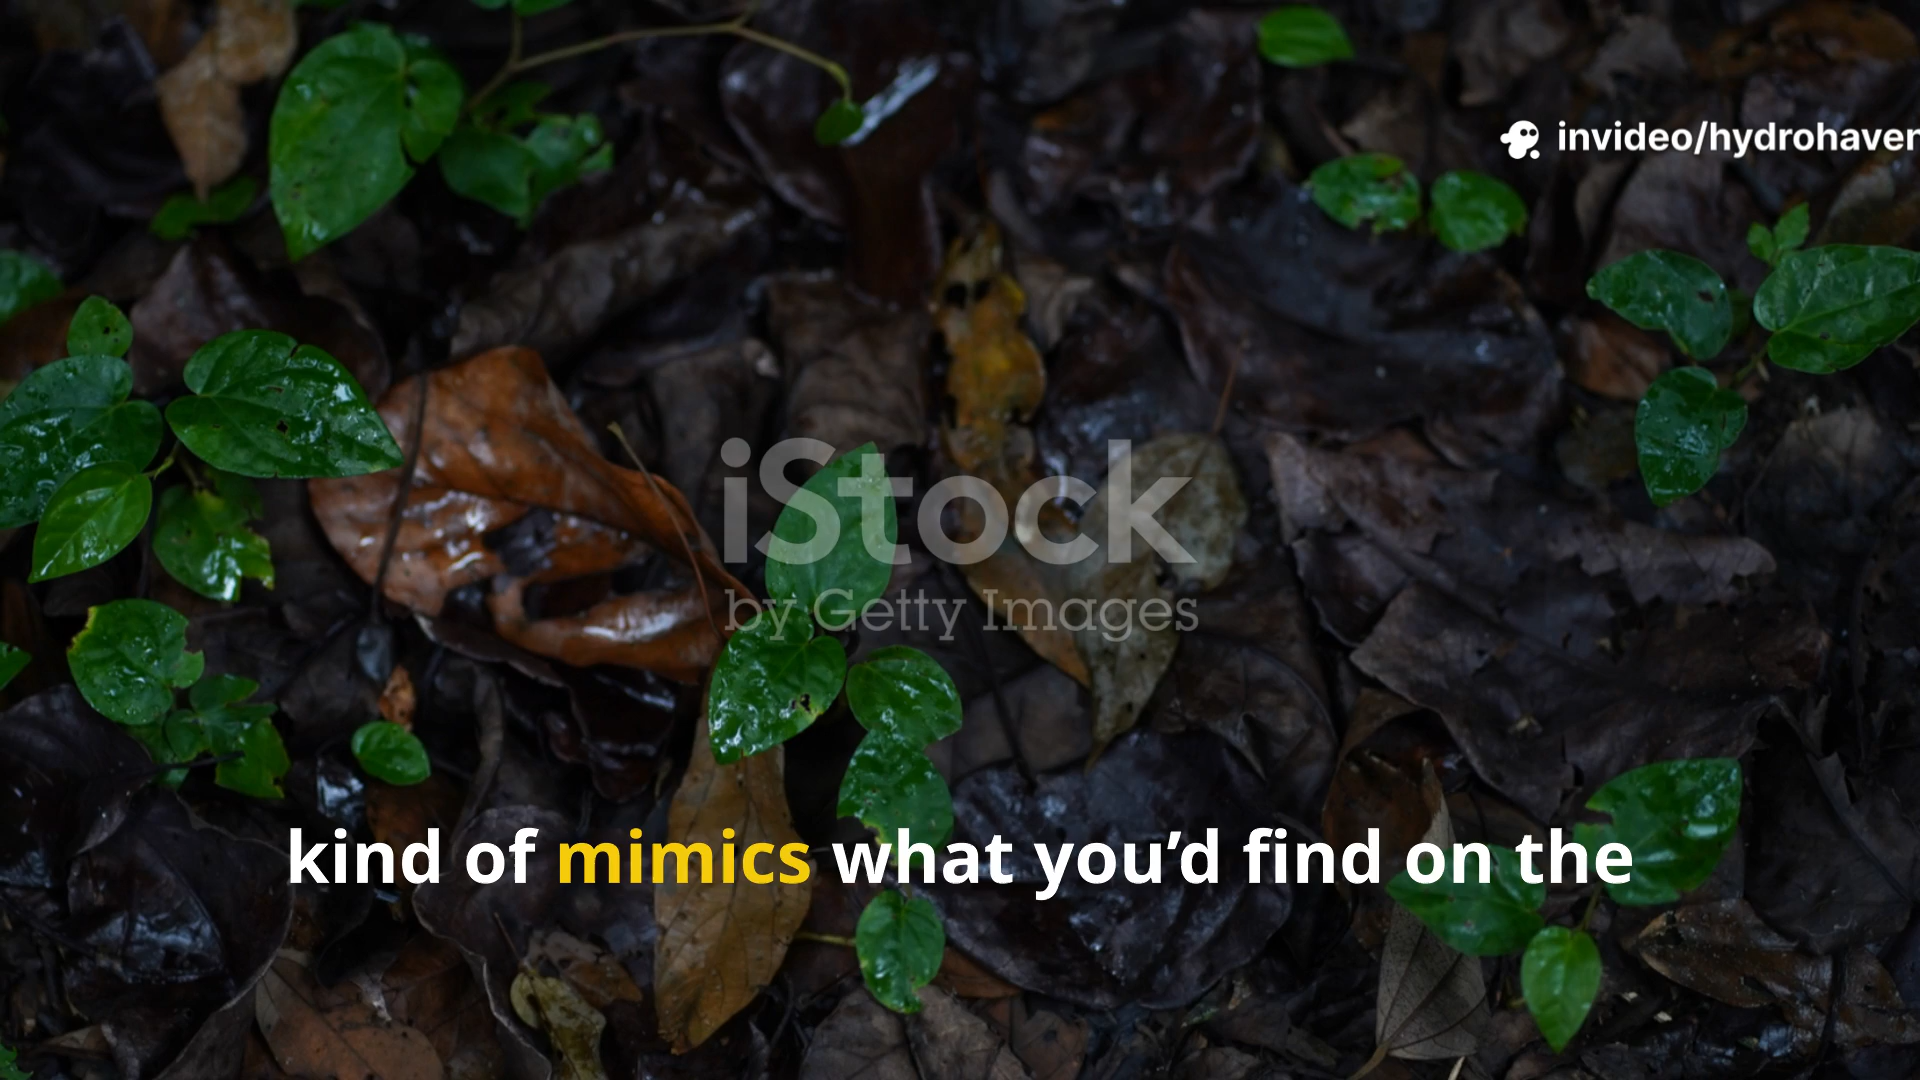 invideo/hydrohaven
iStock
by Getty Images
kind of mimics what you’d find on the